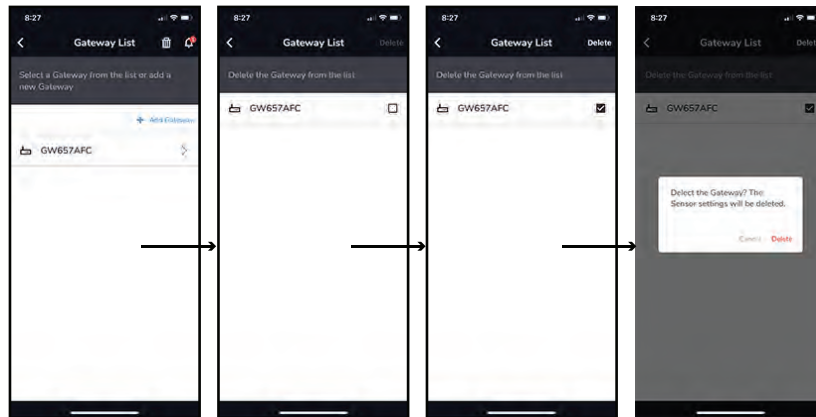 8:27
Gateway List
Select a Gateway from the list or add a
new Gateway
+ Add Gateway
GW657AFC
8:27
Gateway List Delete
Delete the Gateway from the list
GW657AFC
8:27
Gateway List Delete
Delete the Gateway from the list
GW657AFC
8:27
Gateway List Delete
Delete the Gateway from the list
GW657AFC
Delect the Gateway? The
Sensor settings will be deleted.
Cancel Delete